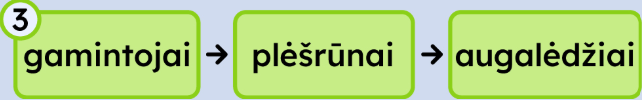 3
gamintojai → plėšrūnai → augalėdžiai